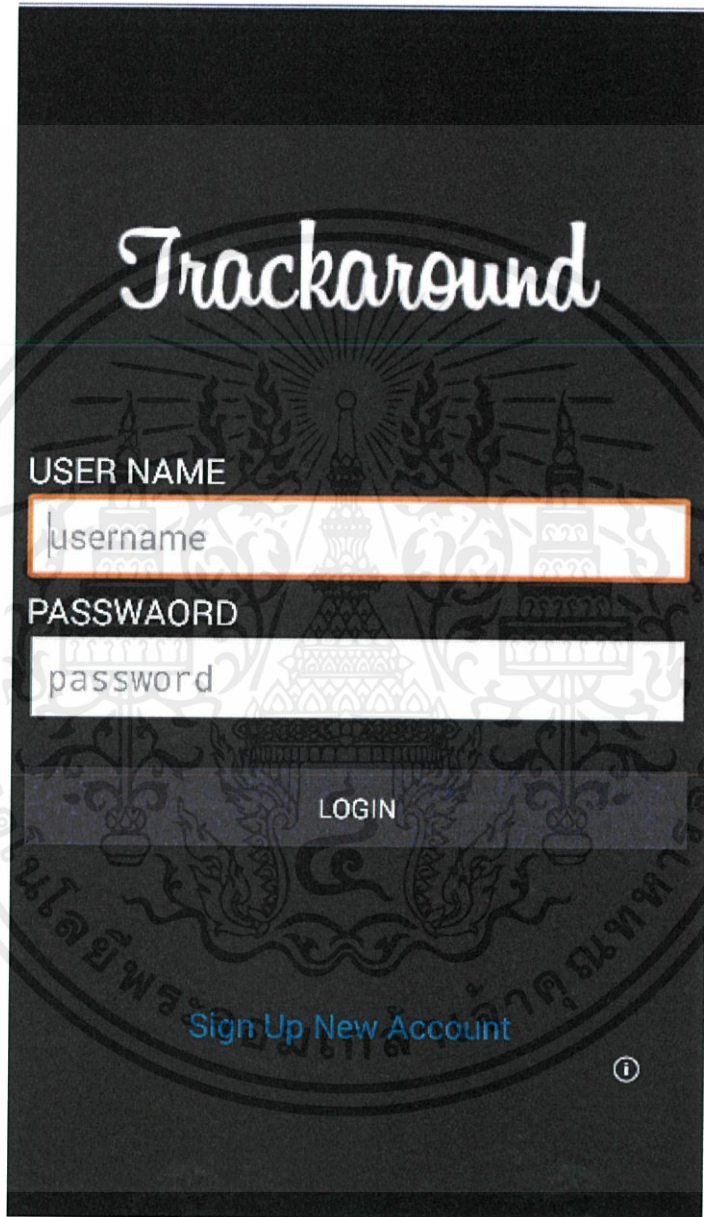 Trackaround
USER NAME
username
PASSWAORD
password
LOGIN
Sign Up New Account